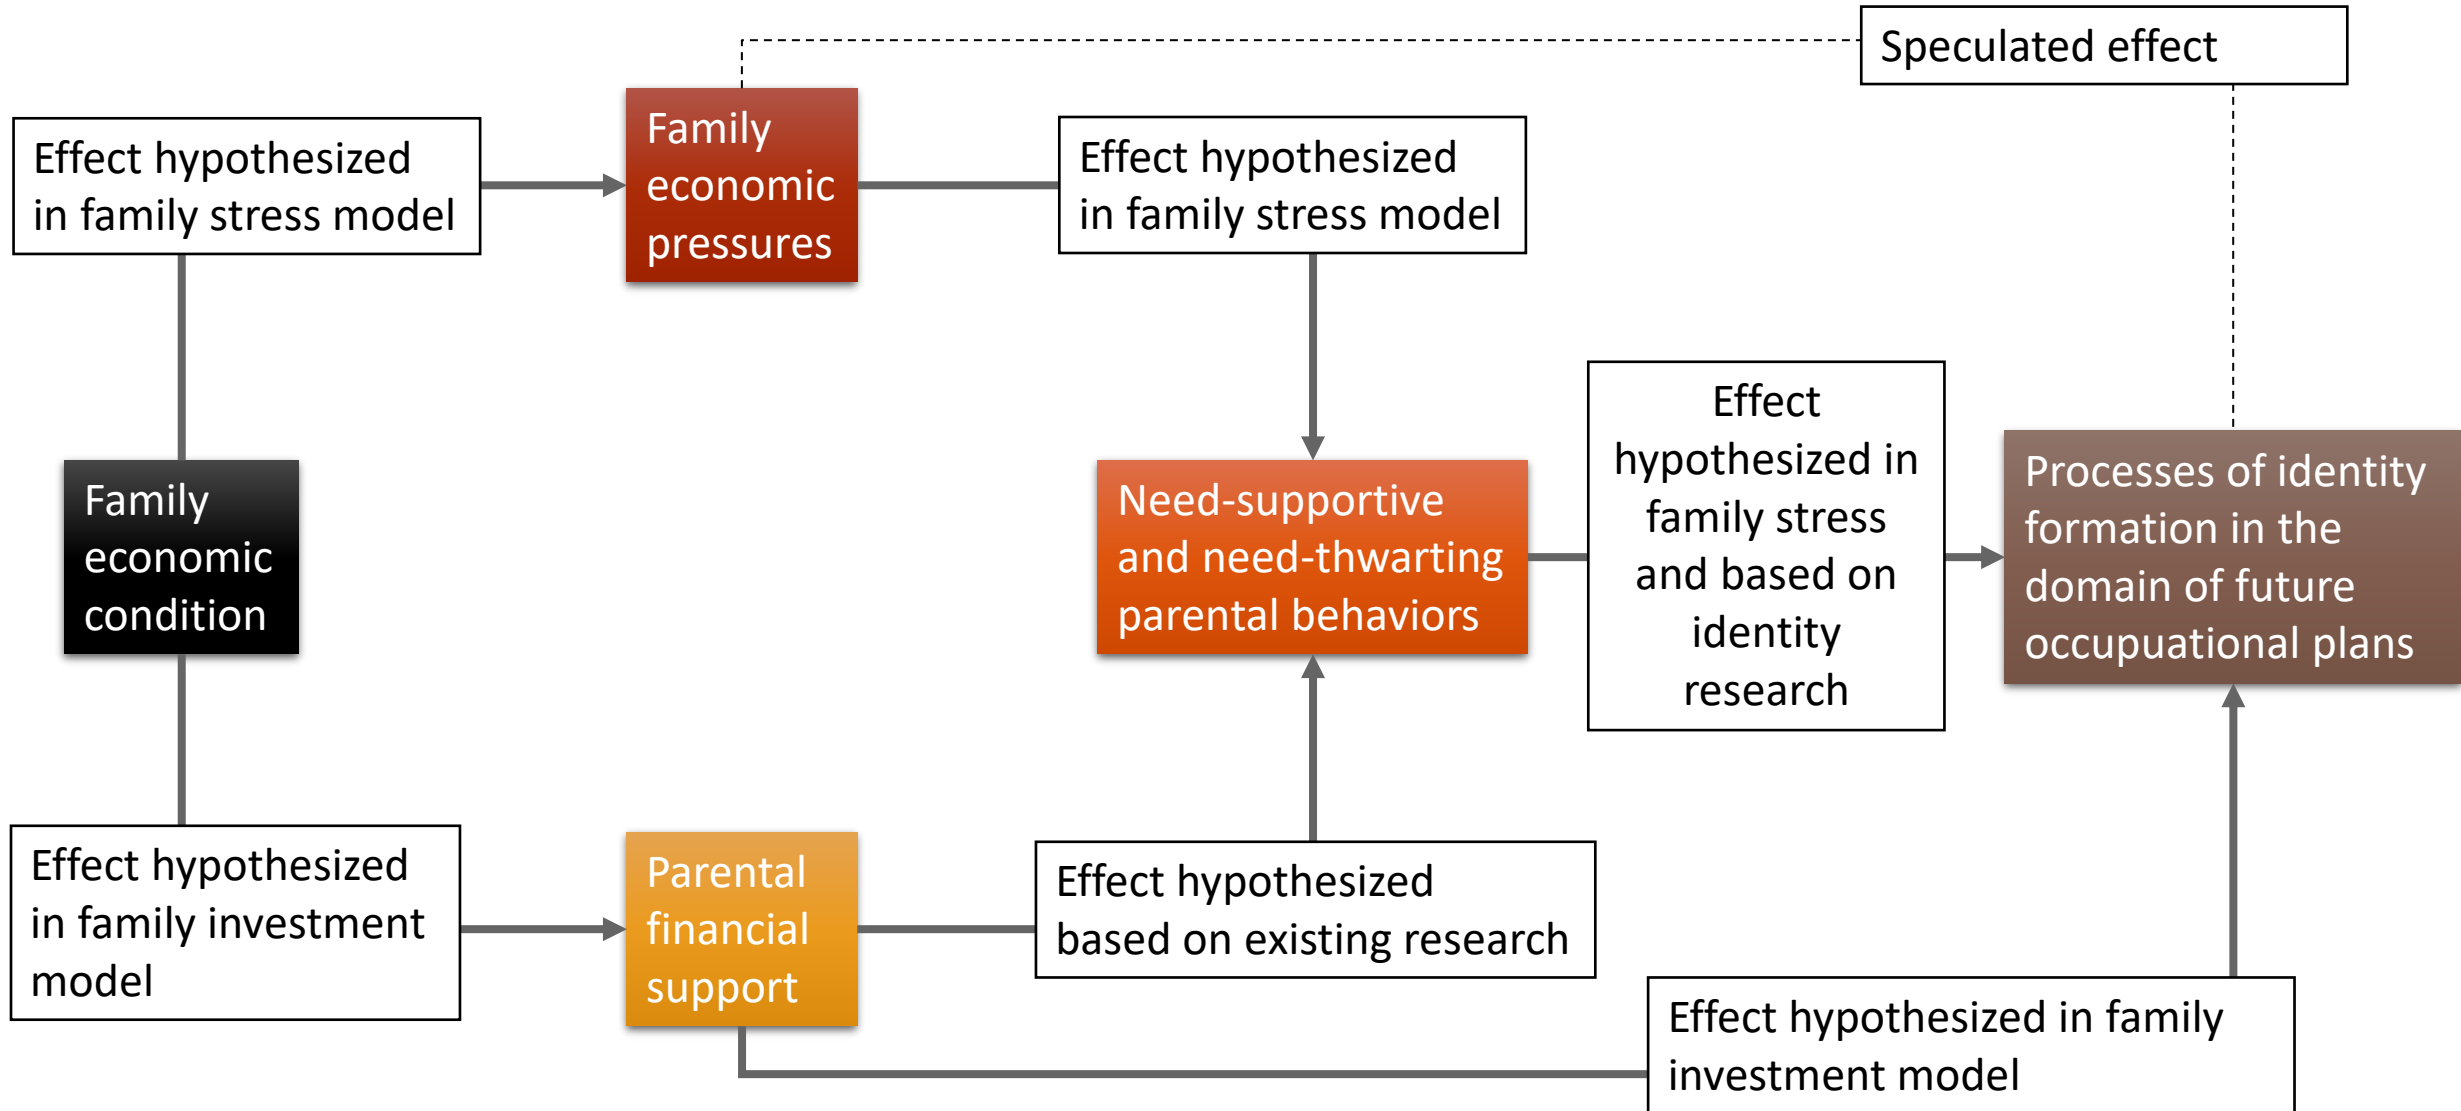 Speculated effect
Effect hypothesized
in family stress model
Family
economic
pressures
Effect hypothesized
in family stress model
Family
economic
condition
Need-supportive
and need-thwarting
parental behaviors
Effect
hypothesized in
family stress
and based on
identity
research
Processes of identity
formation in the
domain of future
occupuational plans
Effect hypothesized
in family investment
model
Parental
financial
support
Effect hypothesized
based on existing research
Effect hypothesized in family
investment model